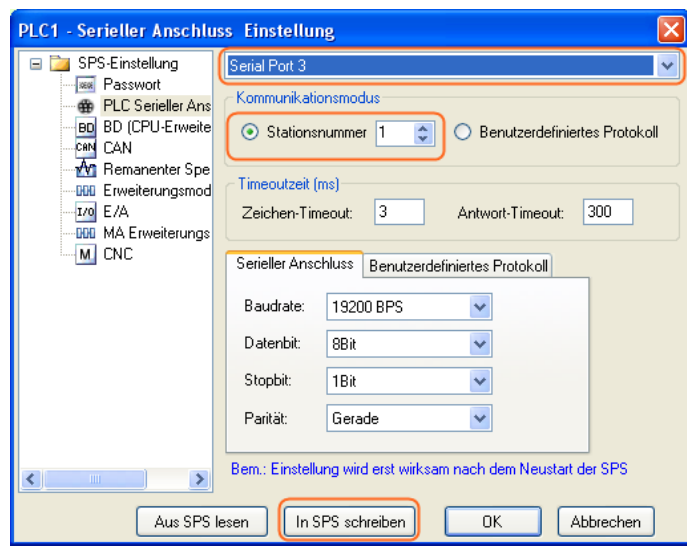 PLC1 - Serieller Anschluss Einstellung
SPS-Einstellung
Passwort
PLC Serieller Ans
BD BD (CPU-Erweite
CAN CAN
Remanenter Spe
Erweiterungsmod
I/O E/A
MA Erweiterungs
M CNC
Serial Port 3
Kommunikationsmodus
Stationsnummer 1 Benutzerdefiniertes Protokoll
Timeoutzeit (ms)
Zeichen-Timeout: 3 Antwort-Timeout: 300
Serieller Anschluss Benutzerdefiniertes Protokoll
Baudrate: 19200 BPS
Datenbit: 8Bit
Stopbit: 1Bit
Parität: Gerade
Bem.: Einstellung wird erst wirksam nach dem Neustart der SPS
Aus SPS lesen In SPS schreiben OK Abbrechen